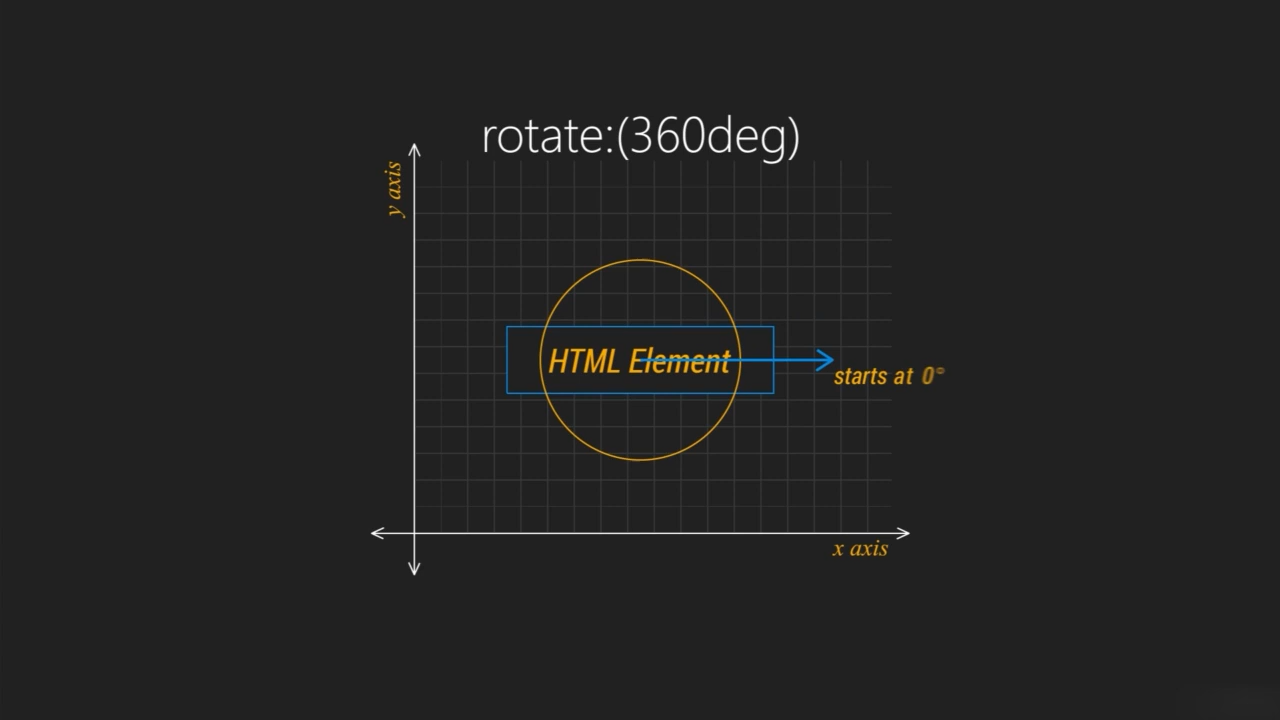 rotate:(360deg)
y axis
HTML Element
starts at 0°
x axis